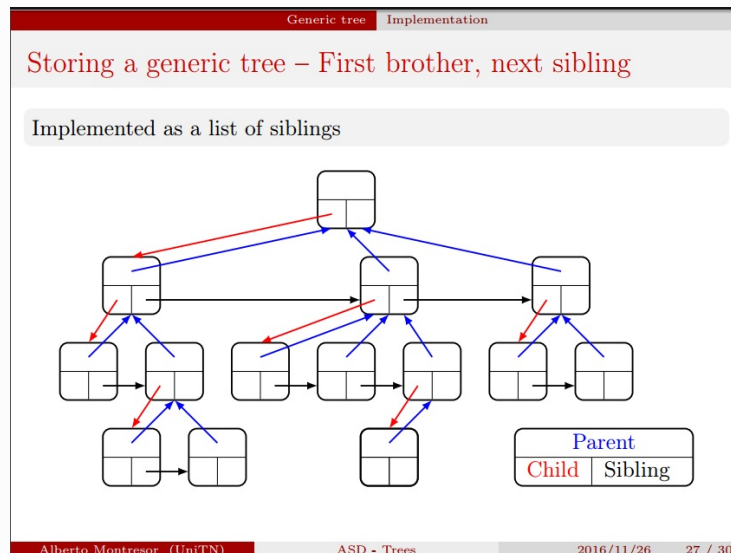 Generic tree Implementation
Storing a generic tree – First brother, next sibling
Implemented as a list of siblings
Parent
Child Sibling
Alberto Montresor (UniTN) ASD - Trees 2016/11/26 27 / 30